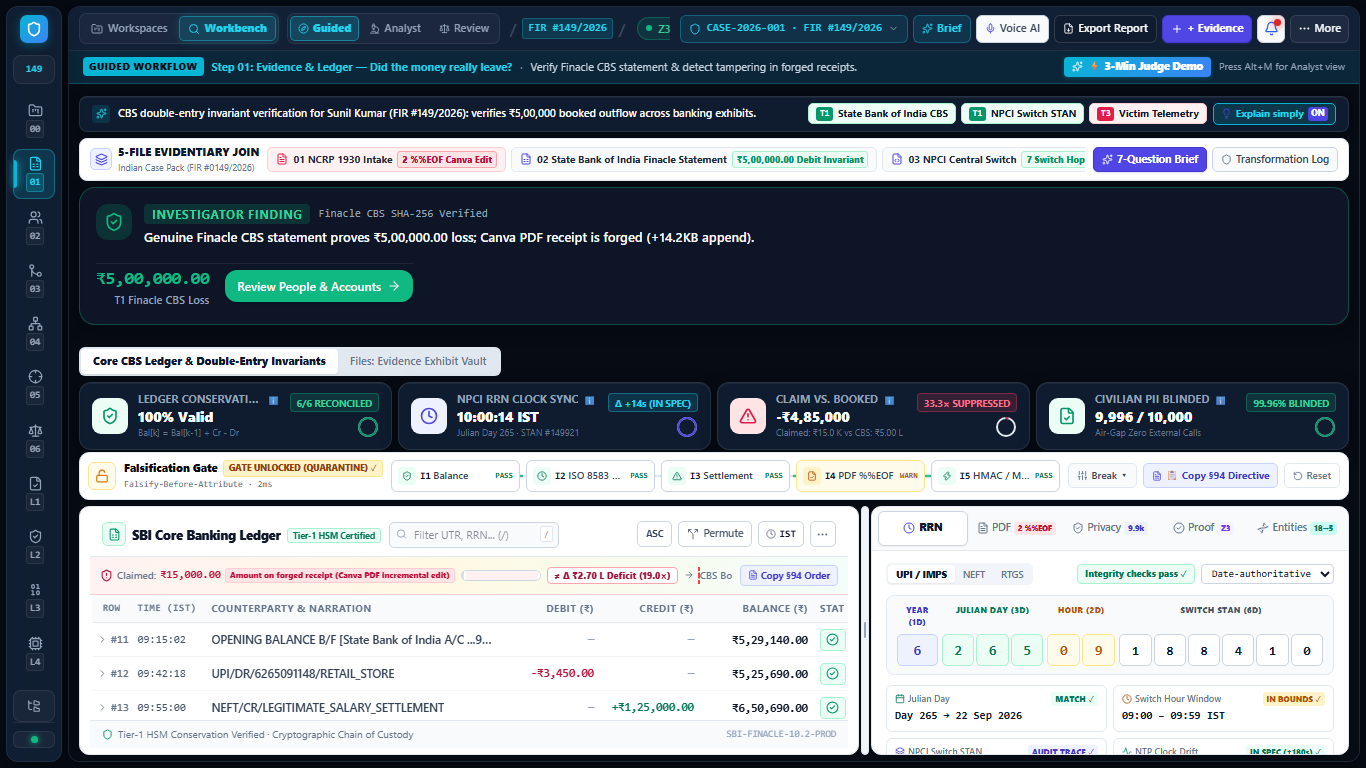 Workspaces
Workbench
Guided
Analyst
Review
/
FIR #149/2026
/
Z3
CASE-2026-001 · FIR #149/2026
Brief
Voice AI
Export Report
+ Evidence
More
149
GUIDED WORKFLOW
Step 01: Evidence & Ledger — Did the money really leave?
·
Verify Finacle CBS statement & detect tampering in forged receipts.
3-Min Judge Demo
Press Alt+M for Analyst view
00
01
02
03
04
05
06
L1
L2
L3
L4
CBS double-entry invariant verification for Sunil Kumar (FIR #149/2026): verifies ₹5,00,000 booked outflow across banking exhibits.
T1 State Bank of India CBS
T1 NPCI Switch STAN
T3 Victim Telemetry
Explain simply ON
5-FILE EVIDENTIARY JOIN
Indian Case Pack (FIR #0149/2026)
01 NCRP 1930 Intake 2 %%EOF Canva Edit
02 State Bank of India Finacle Statement ₹5,00,000.00 Debit Invariant
03 NPCI Central Switch 7 Switch Hop
7-Question Brief
Transformation Log
INVESTIGATOR FINDING
Finacle CBS SHA-256 Verified
Genuine Finacle CBS statement proves ₹5,00,000.00 loss; Canva PDF receipt is forged (+14.2KB append).
₹5,00,000.00
T1 Finacle CBS Loss
Review People & Accounts →
Core CBS Ledger & Double-Entry Invariants
Files: Evidence Exhibit Vault
LEDGER CONSERVATI...
6/6 RECONCILED
100% Valid
Bal[k] = Bal[k-1] + Cr - Dr
NPCI RRN CLOCK SYNC
Δ +14s (IN SPEC)
10:00:14 IST
Julian Day 265 · STAN #149921
CLAIM VS. BOOKED
33.3× SUPPRESSED
-₹4,85,000
Claimed: ₹15.0 K vs CBS: ₹5.00 L
CIVILIAN PII BLINDED
99.96% BLINDED
9,996 / 10,000
Air-Gap Zero External Calls
Falsification Gate
GATE UNLOCKED (QUARANTINE) ✓
Falsify-Before-Attribute · 2ms
I1 Balance PASS
I2 ISO 8583 ... PASS
I3 Settlement PASS
I4 PDF %%EOF WARN
I5 HMAC / M... PASS
Break
Copy §94 Directive
Reset
SBI Core Banking Ledger
Tier-1 HSM Certified
Filter UTR, RRN... (/)
/
ASC
Permute
IST
Claimed: ₹15,000.00
Amount on forged receipt (Canva PDF incremental edit)
≠ Δ ₹2.70 L Deficit (19.0×)
→
CBS Bo
Copy §94 Order
ROW
TIME (IST)
COUNTERPARTY & NARRATION
DEBIT (₹)
CREDIT (₹)
BALANCE (₹)
STAT
#11 09:15:02 OPENING BALANCE B/F [State Bank of India A/C ...9... — — ₹5,29,140.00
#12 09:42:18 UPI/DR/6265091148/RETAIL_STORE -₹3,450.00 — ₹5,25,690.00
#13 09:55:00 NEFT/CR/LEGITIMATE_SALARY_SETTLEMENT — +₹1,25,000.00 ₹6,50,690.00
Tier-1 HSM Conservation Verified · Cryptographic Chain of Custody
SBI-FINACLE-10.2-PROD
RRN
PDF 2 %%EOF
Privacy 9.9k
Proof Z3
Entities 18→5
UPI / IMPS
NEFT
RTGS
Integrity checks pass ✓
Date-authoritative
YEAR
(1D)
JULIAN DAY (3D)
HOUR (2D)
SWITCH STAN (6D)
6 2 6 5 0 9 1 8 8 4 1 0
Julian Day
MATCH ✓
Day 265 → 22 Sep 2026
Switch Hour Window
IN BOUNDS ✓
09:00 – 09:59 IST
NPCI Switch STAN
AUDIT TRACE ✓
NTP Clock Drift
IN SPEC (±180s) ✓